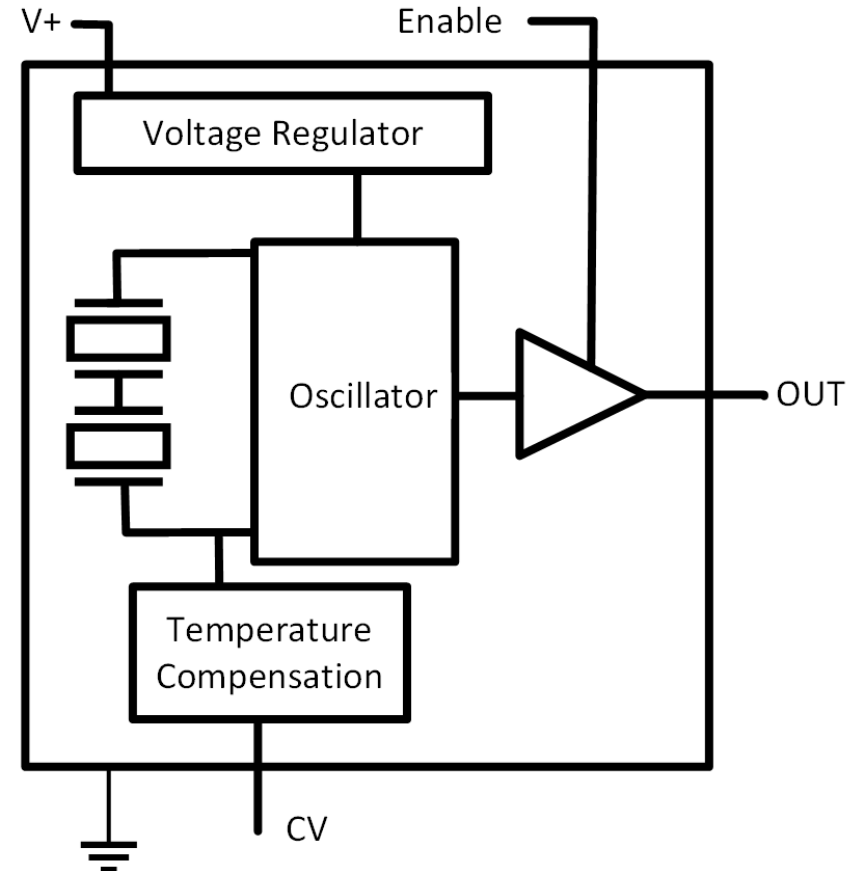 V+
Enable
Voltage Regulator
Oscillator
OUT
Temperature
Compensation
CV